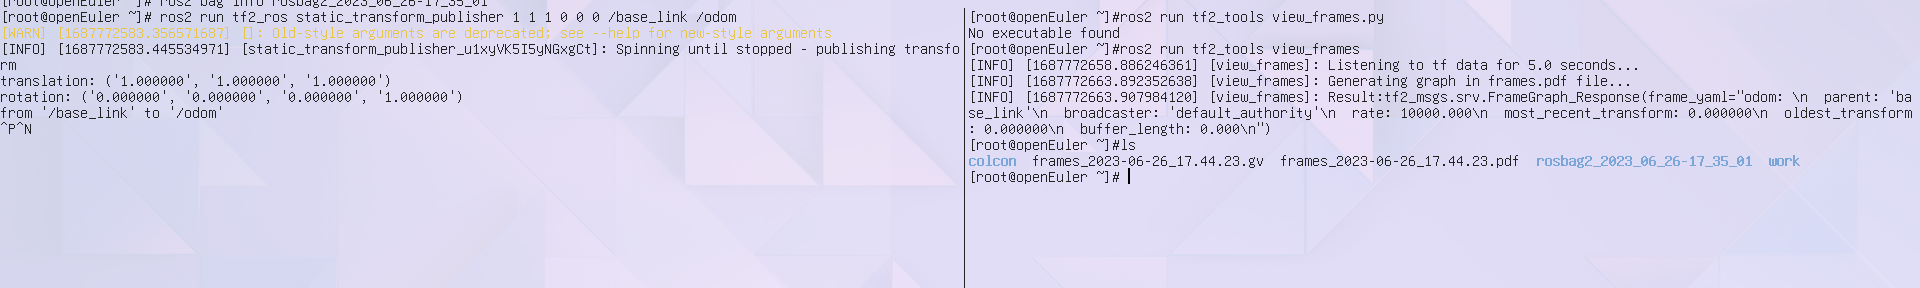 [root@openEuler ~]# ros2 bag info rosbag2_2023_06_26-17_35_01
[root@openEuler ~]# ros2 run tf2_ros static_transform_publisher 1 1 1 0 0 0 /base_link /odom
[WARN] [1687772583.356571687] []: Old-style arguments are deprecated; see --help for new-style arguments
[INFO] [1687772583.445534971] [static_transform_publisher_u1xyVK5I5yNGxgCt]: Spinning until stopped - publishing transfo
rm
translation: ('1.000000', '1.000000', '1.000000')
rotation: ('0.000000', '0.000000', '0.000000', '1.000000')
from '/base_link' to '/odom'
^P^N
[root@openEuler ~]#ros2 run tf2_tools view_frames.py
No executable found
[root@openEuler ~]#ros2 run tf2_tools view_frames
[INFO] [1687772658.886246361] [view_frames]: Listening to tf data for 5.0 seconds...
[INFO] [1687772663.892352638] [view_frames]: Generating graph in frames.pdf file...
[INFO] [1687772663.907984120] [view_frames]: Result:tf2_msgs.srv.FrameGraph_Response(frame_yaml="odom: \n  parent: 'ba
se_link'\n  broadcaster: 'default_authority'\n  rate: 10000.000\n  most_recent_transform: 0.000000\n  oldest_transform
: 0.000000\n  buffer_length: 0.000\n")
[root@openEuler ~]#ls
colcon  frames_2023-06-26_17.44.23.gv  frames_2023-06-26_17.44.23.pdf  rosbag2_2023_06_26-17_35_01  work
[root@openEuler ~]#